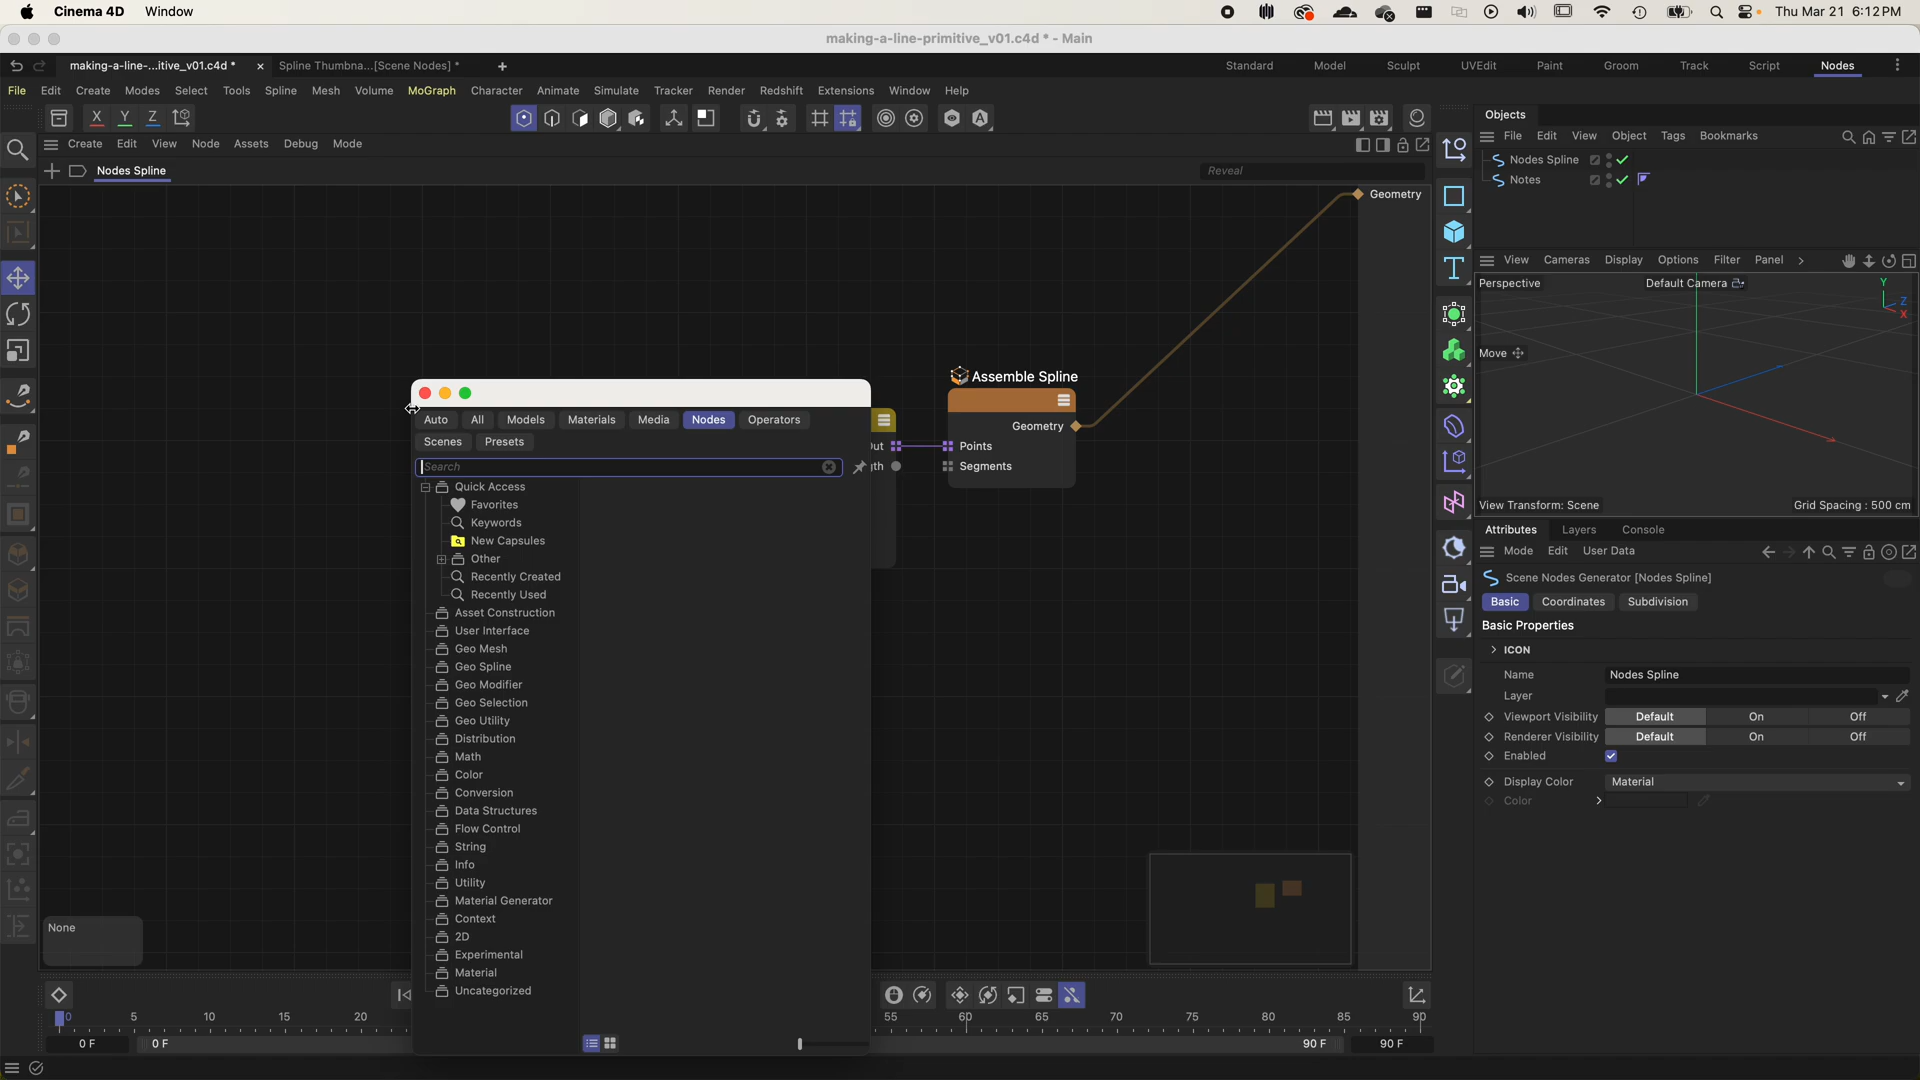 Cinema 4D Window
Thu Mar 21 6:12 PM
making-a-line-primitive_v01.c4d * - Main
making-a-line-...itive_v01.c4d * Spline Thumbna...[Scene Nodes] *
Standard Model Sculpt UVEdit Paint Groom Track Script Nodes
File Edit Create Modes Select Tools Spline Mesh Volume MoGraph Character Animate Simulate Tracker Render Redshift Extensions Window Help
X Y Z
Create Edit View Node Assets Debug Mode
Nodes Spline
Reveal
Geometry
Assemble Spline
Geometry
Points
Segments
Auto All Models Materials Media Nodes Operators
Scenes Presets
Search
Quick Access
Favorites
Keywords
New Capsules
Other
Recently Created
Recently Used
Asset Construction
User Interface
Geo Mesh
Geo Spline
Geo Modifier
Geo Selection
Geo Utility
Distribution
Math
Color
Conversion
Data Structures
Flow Control
String
Info
Utility
Material Generator
Context
2D
Experimental
Material
Uncategorized
None
0 5 10 15 20 55 60 65 70 75 80 85 90
0 F 0 F 90 F 90 F
Objects
File Edit View Object Tags Bookmarks
Nodes Spline
Notes
View Cameras Display Options Filter Panel
Perspective Default Camera
Y
Z
X
Move
View Transform: Scene Grid Spacing : 500 cm
Attributes Layers Console
Mode Edit User Data
Scene Nodes Generator [Nodes Spline]
Basic Coordinates Subdivision
Basic Properties
ICON
Name Nodes Spline
Layer
Viewport Visibility Default On Off
Renderer Visibility Default On Off
Enabled
Display Color Material
Color